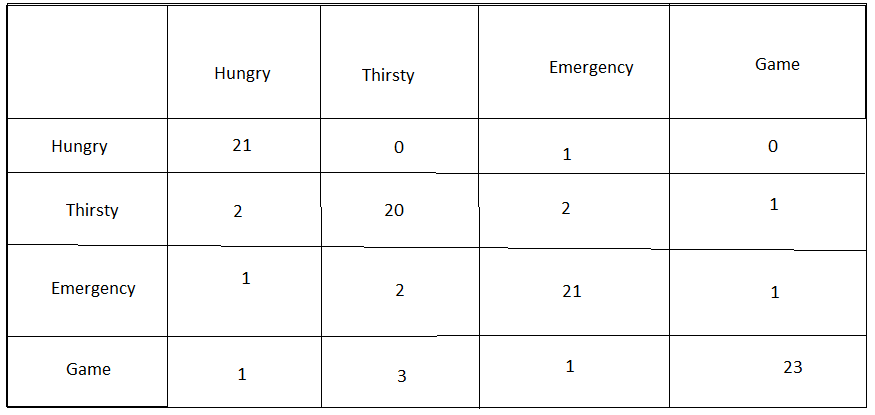 Hungry Thirsty Emergency Game
Hungry 21 0 1 0
Thirsty 2 20 2 1
Emergency 1 2 21 1
Game 1 3 1 23